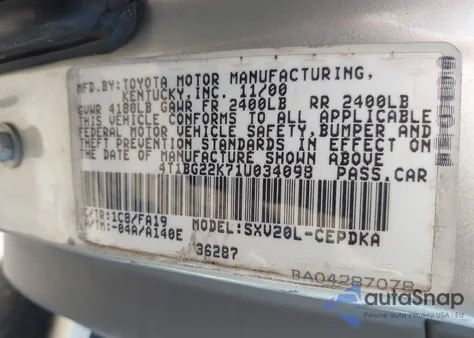 MFD.BY:TOYOTA MOTOR MANUFACTURING,
KENTUCKY,INC. 11/00
GVWR 4180LB GAWR FR 2400LB RR 2400LB
THIS VEHICLE CONFORMS TO ALL APPLICABLE
FEDERAL MOTOR VEHICLE SAFETY,BUMPER AND
THEFT PREVENTION STANDARDS IN EFFECT ON
THE DATE OF MANUFACTURE SHOWN ABOVE
4T1BG22K71U034098 PASS.CAR
C/TR:1C8/FA19 MODEL:SXV20L-CEPDKA
-04A/A140E 36287
BA04287078
autoSnap